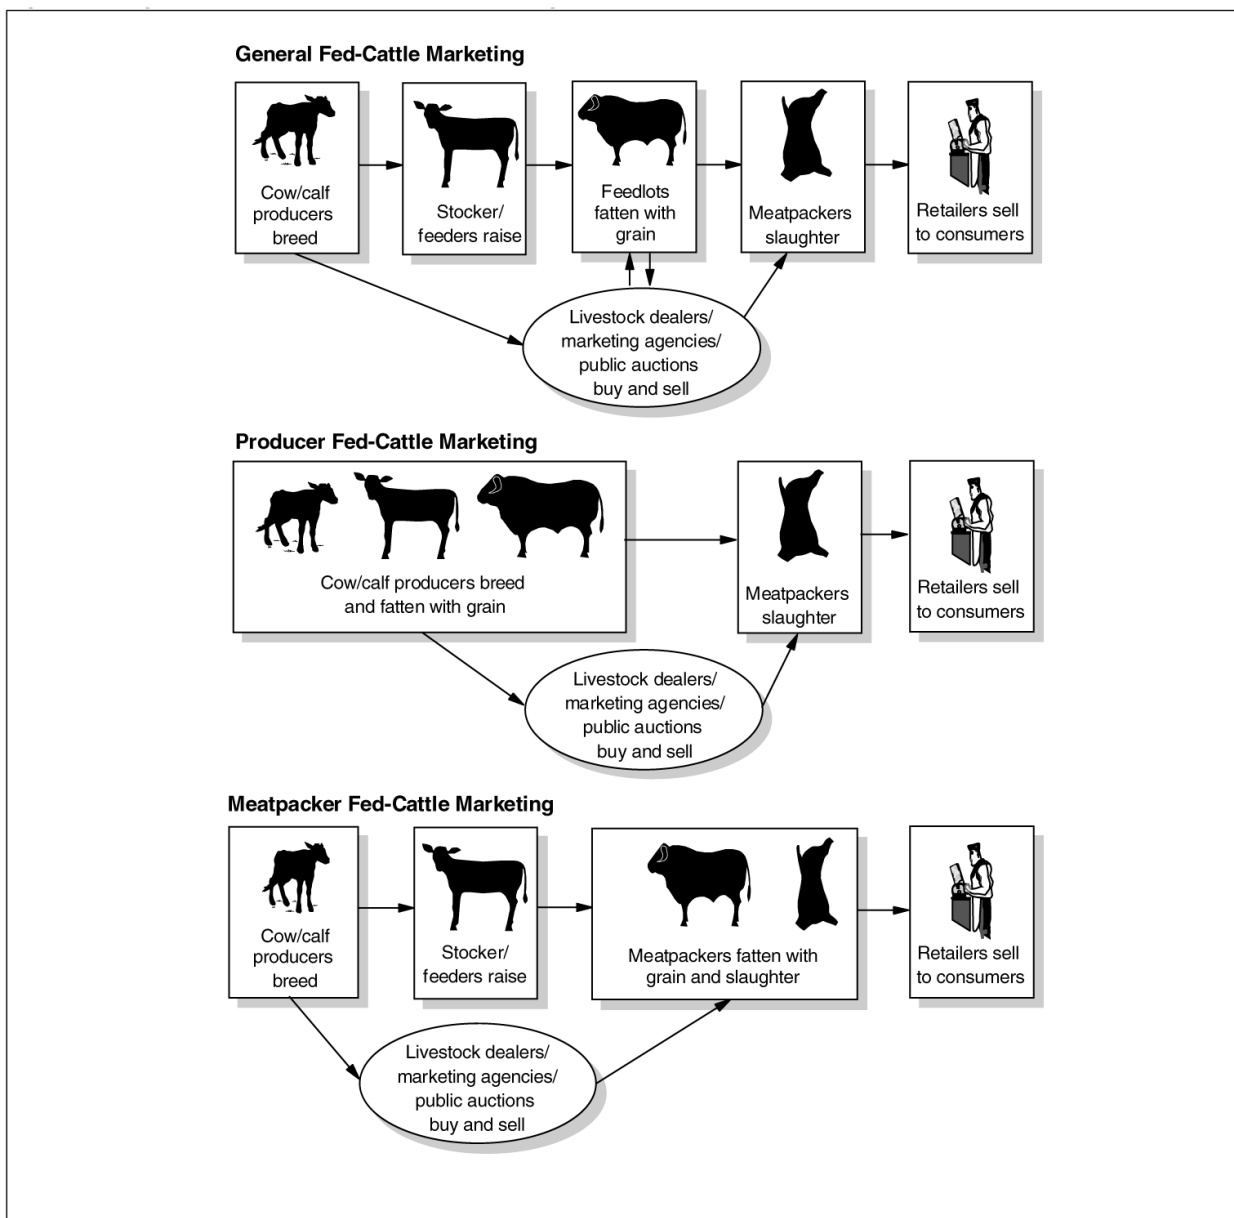 General Fed-Cattle Marketing
Cow/calf
producers
breed
Stocker/
feeders raise
Feedlots
fatten with
grain
Meatpackers
slaughter
Retailers sell
to consumers
Livestock dealers/
marketing agencies/
public auctions
buy and sell
Producer Fed-Cattle Marketing
Cow/calf producers breed
and fatten with grain
Meatpackers
slaughter
Retailers sell
to consumers
Livestock dealers/
marketing agencies/
public auctions
buy and sell
Meatpacker Fed-Cattle Marketing
Cow/calf
producers
breed
Stocker/
feeders raise
Meatpackers fatten with
grain and slaughter
Retailers sell
to consumers
Livestock dealers/
marketing agencies/
public auctions
buy and sell